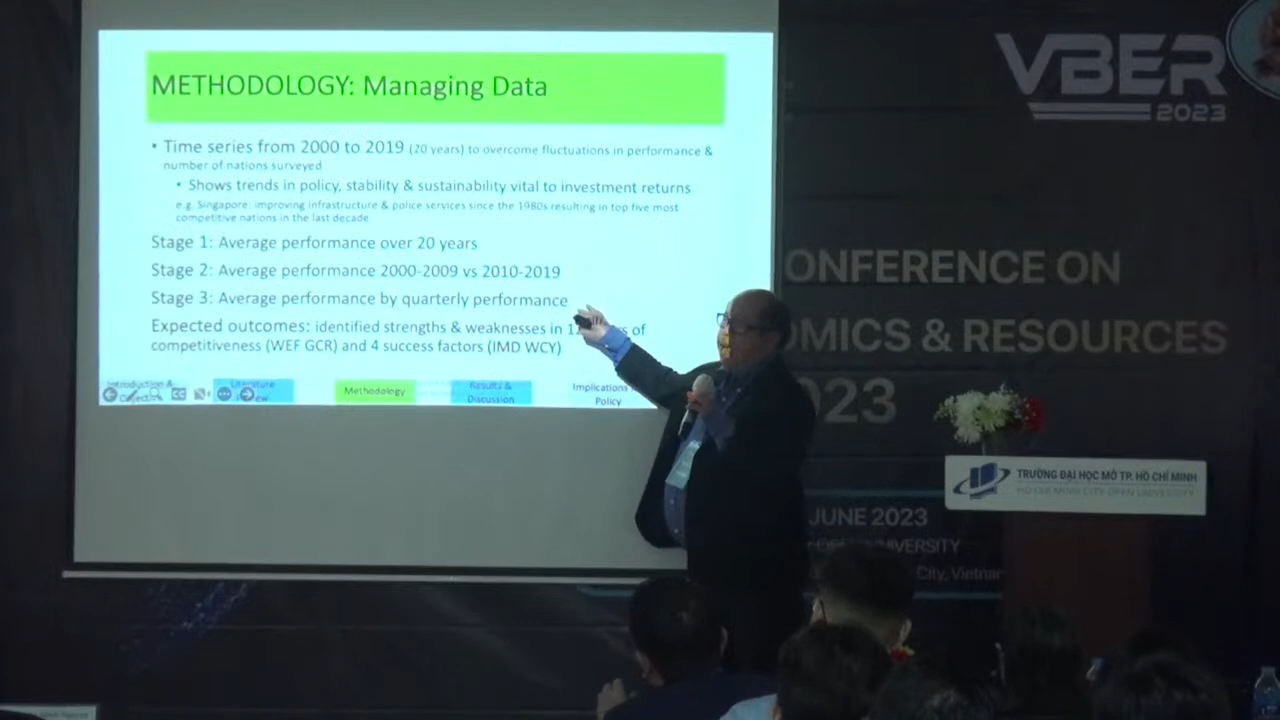 METHODOLOGY: Managing Data
• Time series from 2000 to 2019 (20 years) to overcome fluctuations in performance &
number of nations surveyed
• Shows trends in policy, stability & sustainability vital to investment returns
e.g. Singapore: improving infrastructure & police services since the 1980s resulting in top five most
competitive nations in the last decade
Stage 1: Average performance over 20 years
Stage 2: Average performance 2000-2009 vs 2010-2019
Stage 3: Average performance by quarterly performance
Expected outcomes: identified strengths & weaknesses in of
competitiveness (WEF GCR) and 4 success factors (IMD WCY)
Introduction &
Literature
Methodology
Results &
Discussion
Implications
Policy
VBER
2023
ONFERENCE ON
OMICS & RESOURCES
023
TRƯỜNG ĐẠI HỌC MỞ TP. HỒ CHÍ MINH
HO CHI MINH CITY OPEN UNIVERSITY
JUNE 2023
City, Vietnam